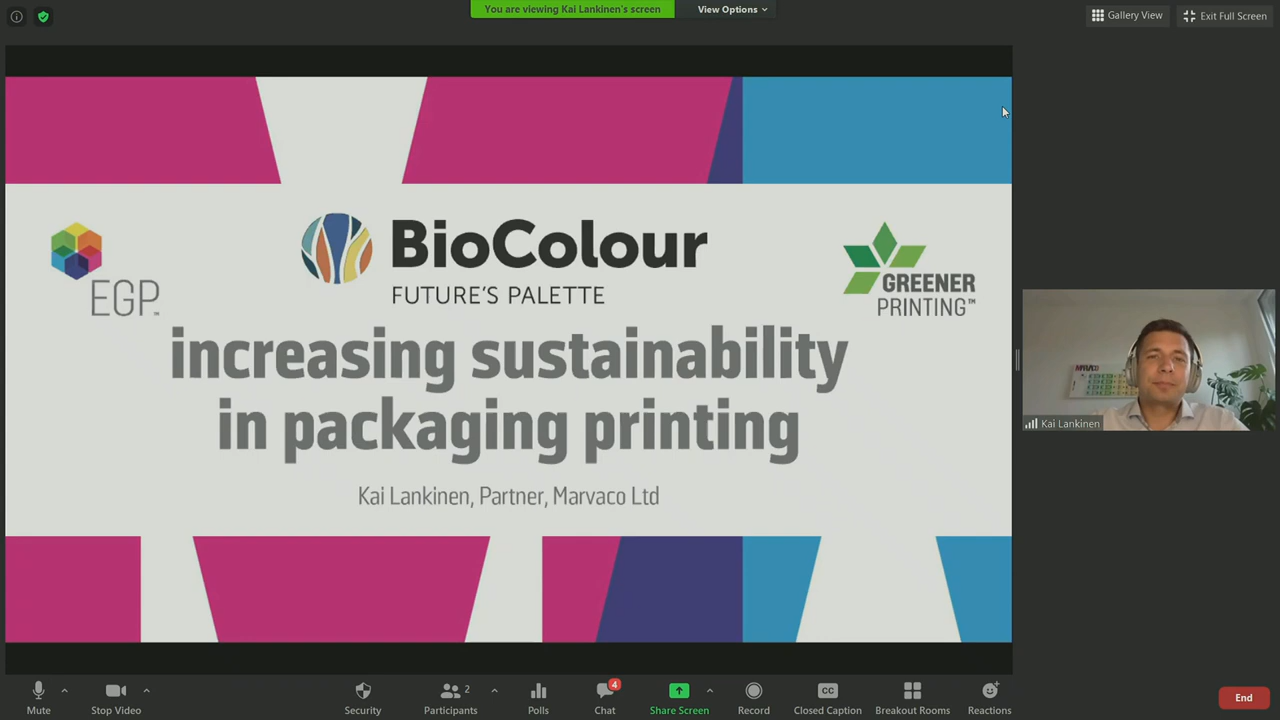 You are viewing Kai Lankinen's screen
View Options
Gallery View
Exit Full Screen
EGP
BioColour
FUTURE'S PALETTE
GREENER
PRINTING™
increasing sustainability
in packaging printing
Kai Lankinen, Partner, Marvaco Ltd
MARVACO
Kai Lankinen
Mute
Stop Video
Security
Participants
2
Polls
Chat
4
Share Screen
Record
CC
Closed Caption
Breakout Rooms
Reactions
End